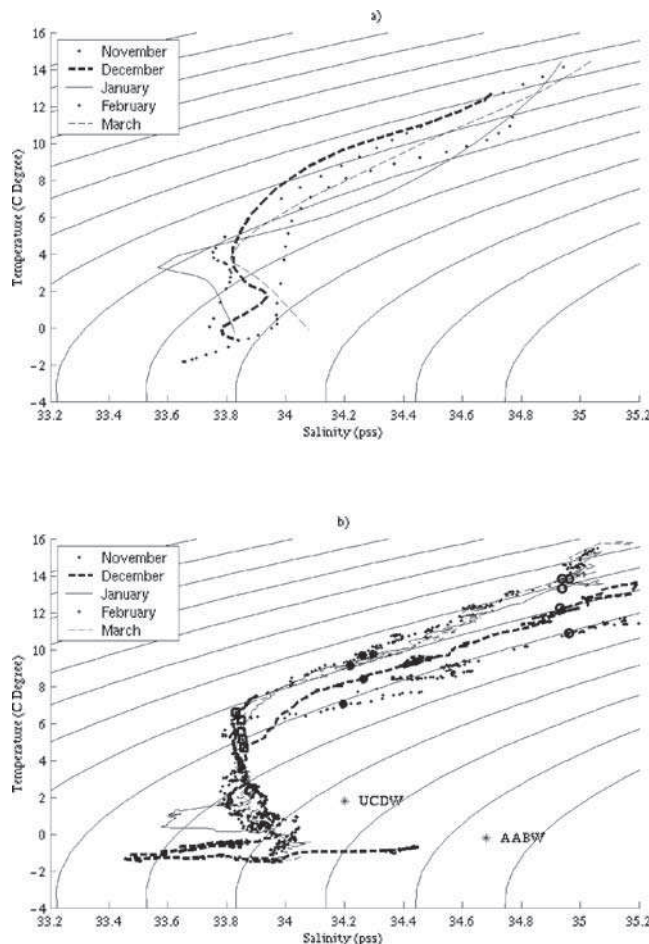 a)
16
14
12
10
8
6
4
2
0
−2
−4
November
December
January
February
March
Temperature (C Degree)
33.2 33.4 33.6 33.8 34 34.2 34.4 34.6 34.8 35 35.2
Salinity (pss)
b)
16
14
12
10
8
6
4
2
0
−2
−4
November
December
January
February
March
Temperature (C Degree)
UCDW
AABW
33.2 33.4 33.6 33.8 34 34.2 34.4 34.6 34.8 35 35.2
Salinity (pss)